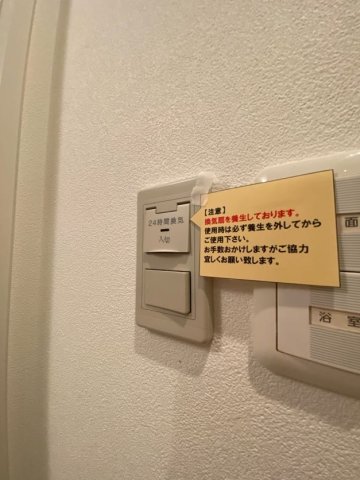 24時間換気
入/切
【注意】
換気扇を養生しております。
使用時は必ず養生を外してから
ご使用下さい。
お手数おかけしますがご協力
宜しくお願い致します。
面
浴室